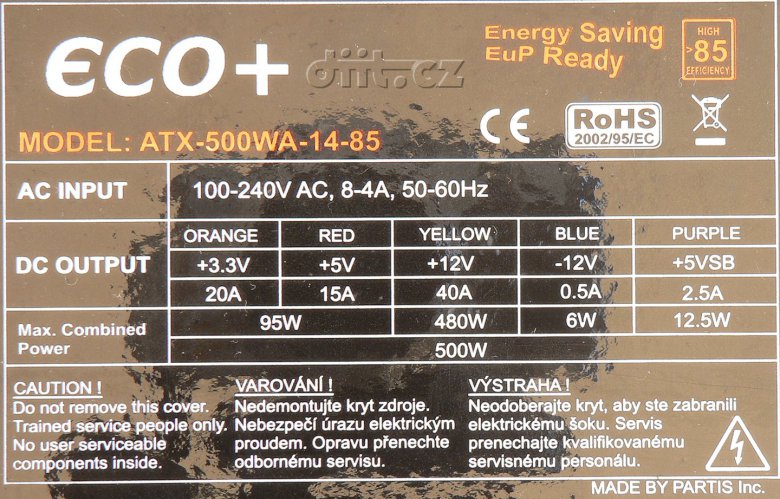 ECO+
diit.cz
Energy Saving
EuP Ready
HIGH
>85
EFFICIENCY
CE
RoHS
2002/95/EC
MODEL: ATX-500WA-14-85
AC INPUT 100-240V AC, 8-4A, 50-60Hz
DC OUTPUT
ORANGE RED YELLOW BLUE PURPLE
+3.3V +5V +12V -12V +5VSB
20A 15A 40A 0.5A 2.5A
Max. Combined
Power
95W 480W 6W 12.5W
500W
CAUTION !
Do not remove this cover.
Trained service people only.
No user serviceable
components inside.
VAROVÁNÍ !
Nedemontujte kryt zdroje.
Nebezpečí úrazu elektrickým
proudem. Opravu přenechte
odbornému servisu.
VÝSTRAHA !
Neodoberajte kryt, aby ste zabranili
elektrickému šoku. Servis
prenechajte kvalifikovanému
servisnému personálu.
MADE BY PARTIS Inc.